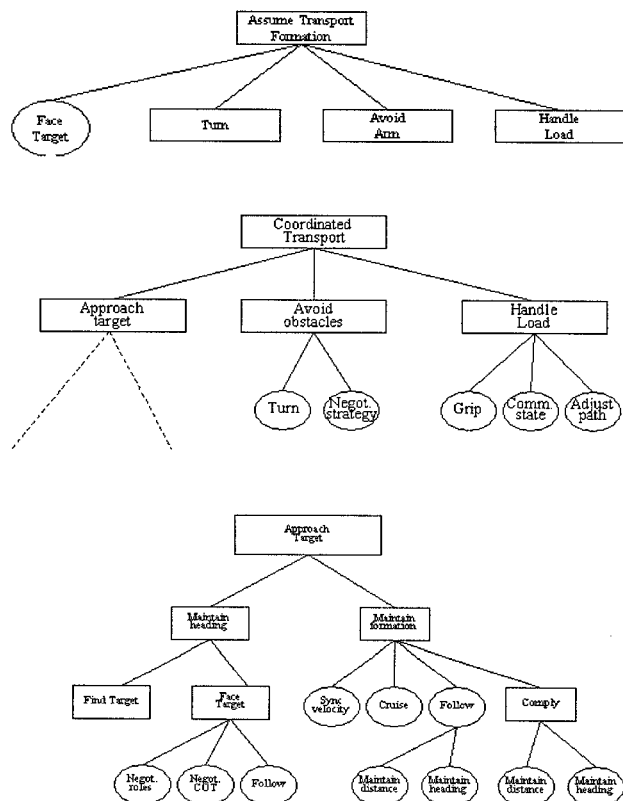 Assume Transport
Formation
Face
Target
Turn
Avoid
Arm
Handle
Load
Coordinated
Transport
Approach
target
Avoid
obstacles
Handle
Load
Turn
Negot.
strategy
Grip
Comm.
state
Adjust
path
Approach
Target
Maintain
heading
Maintain
formation
Find Target
Face
Target
Sync
velocity
Cruise
Follow
Comply
Negot.
roles
Negot.
COT
Follow
Maintain
distance
Maintain
heading
Maintain
distance
Maintain
heading